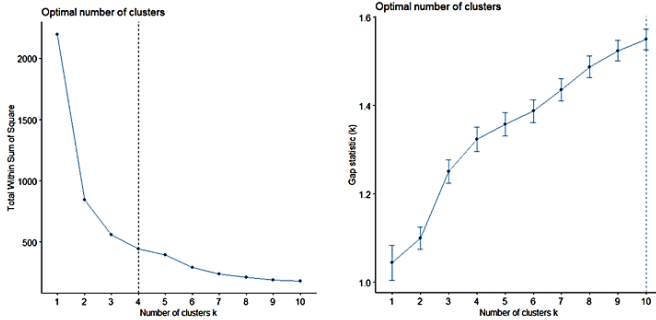 Optimal number of clusters
Total Within Sum of Square
2000
1500
1000
500
1 2 3 4 5 6 7 8 9 10
Number of clusters k
Optimal number of clusters
Gap statistic (k)
1.6
1.4
1.2
1.0
1 2 3 4 5 6 7 8 9 10
Number of clusters k